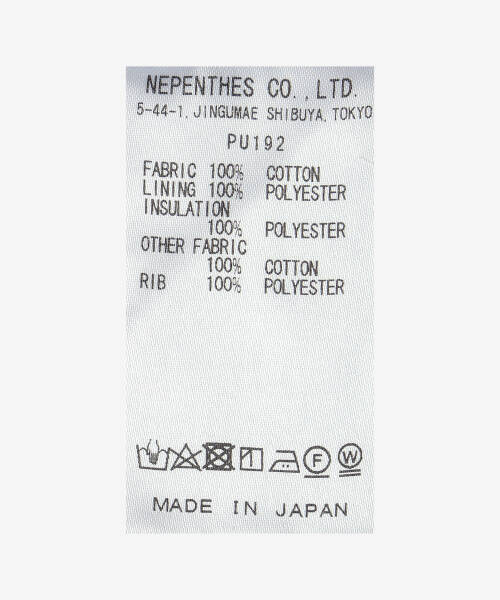 NEPENTHES CO.,LTD.
5-44-1, JINGUMAE SHIBUYA, TOKYO
PU192
FABRIC 100% COTTON
LINING 100% POLYESTER
INSULATION
100% POLYESTER
OTHER FABRIC
100% COTTON
RIB 100% POLYESTER
F W
MADE IN JAPAN